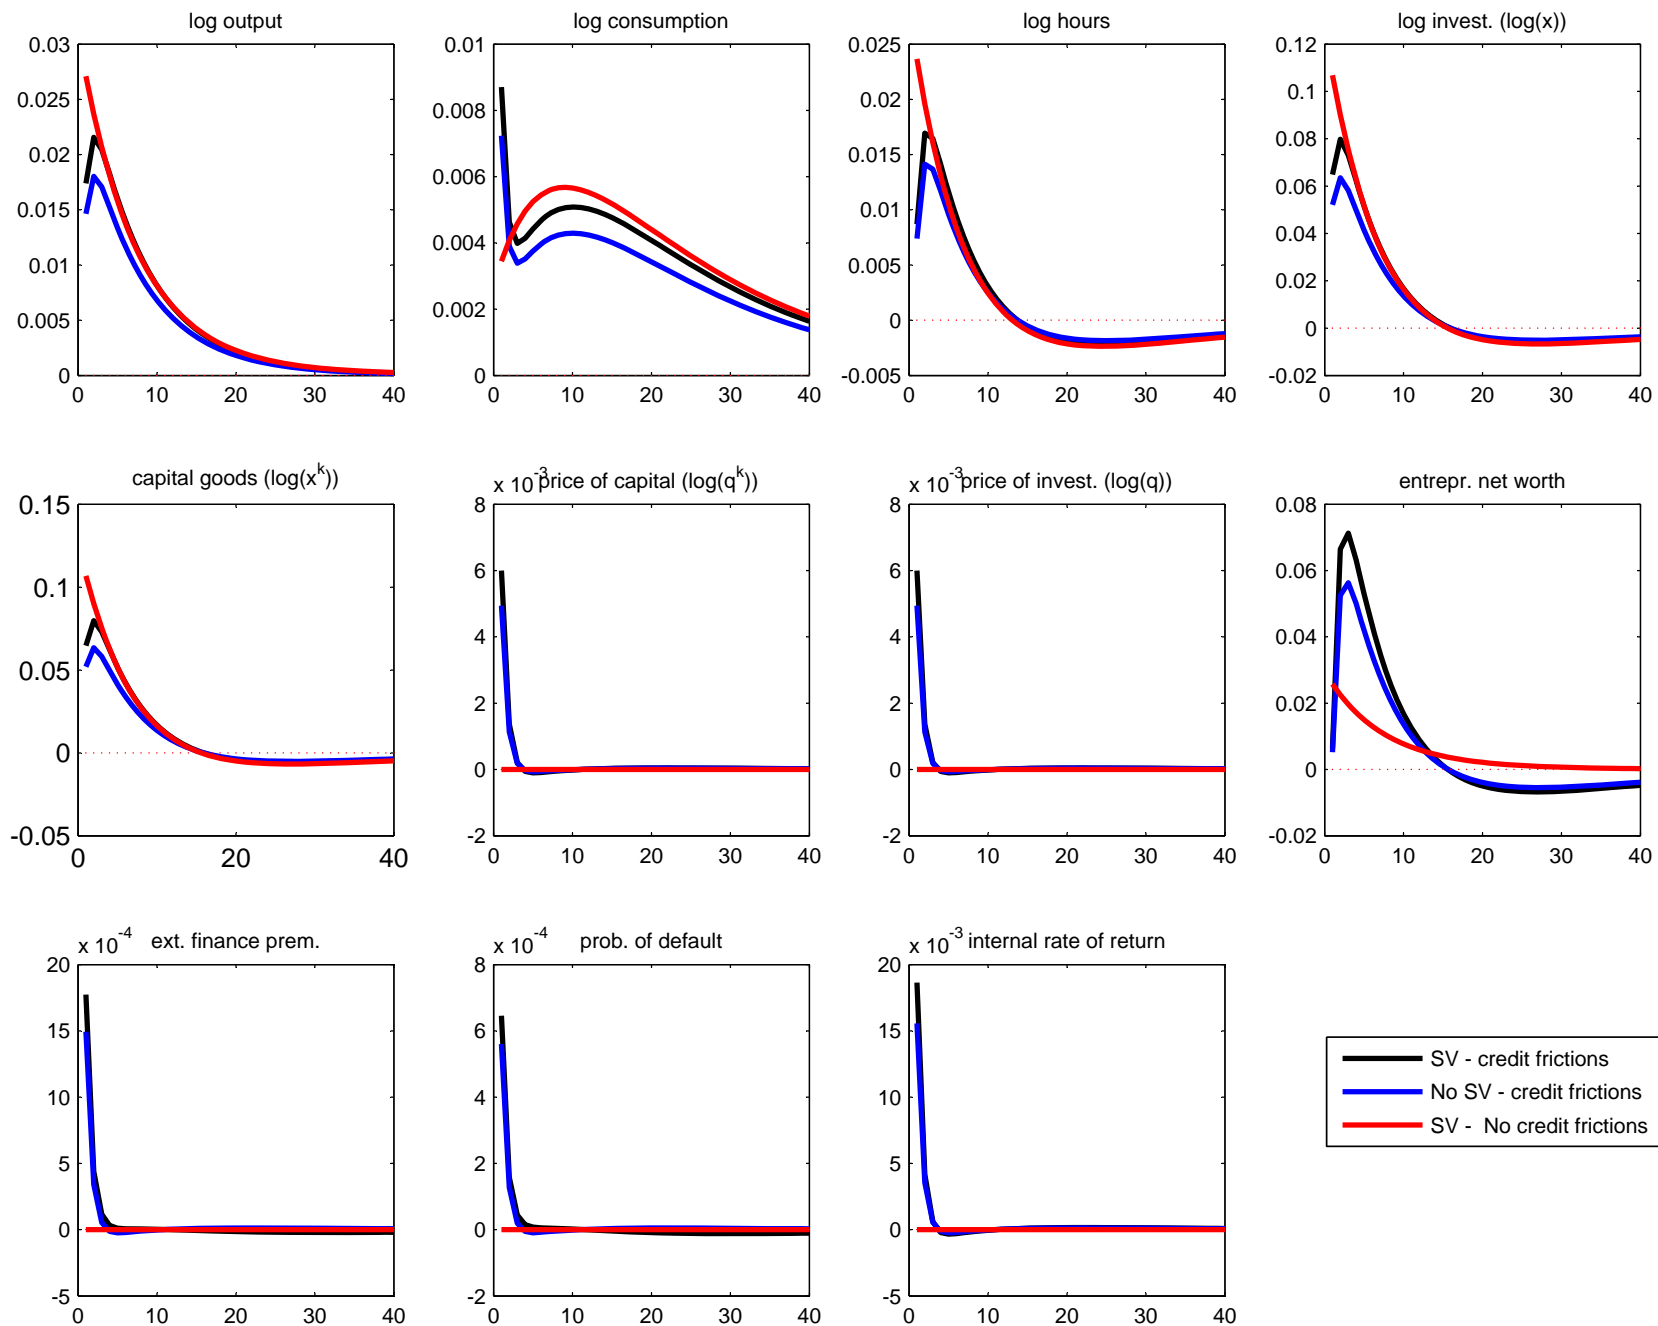 log output
log consumption
log hours
log invest. (log(x))
0.03
0.025
0.02
0.015
0.01
0.005
0
0 10 20 30 40
0.01
0.008
0.006
0.004
0.002
0
0 10 20 30 40
0.025
0.02
0.015
0.01
0.005
0
-0.005
0 10 20 30 40
0.12
0.1
0.08
0.06
0.04
0.02
0
-0.02
0 10 20 30 40
capital goods (log(x^k))
x 10^-3 price of capital (log(q^k))
x 10^-3 price of invest. (log(q))
entrepr. net worth
0.15
0.1
0.05
0
-0.05
0 20 40
8
6
4
2
0
-2
0 10 20 30 40
8
6
4
2
0
-2
0 10 20 30 40
0.08
0.06
0.04
0.02
0
-0.02
0 10 20 30 40
x 10^-4 ext. finance prem.
x 10^-4 prob. of default
x 10^-3 internal rate of return
20
15
10
5
0
-5
0 10 20 30 40
8
6
4
2
0
-2
0 10 20 30 40
20
15
10
5
0
-5
0 10 20 30 40
SV - credit frictions
No SV - credit frictions
SV - No credit frictions